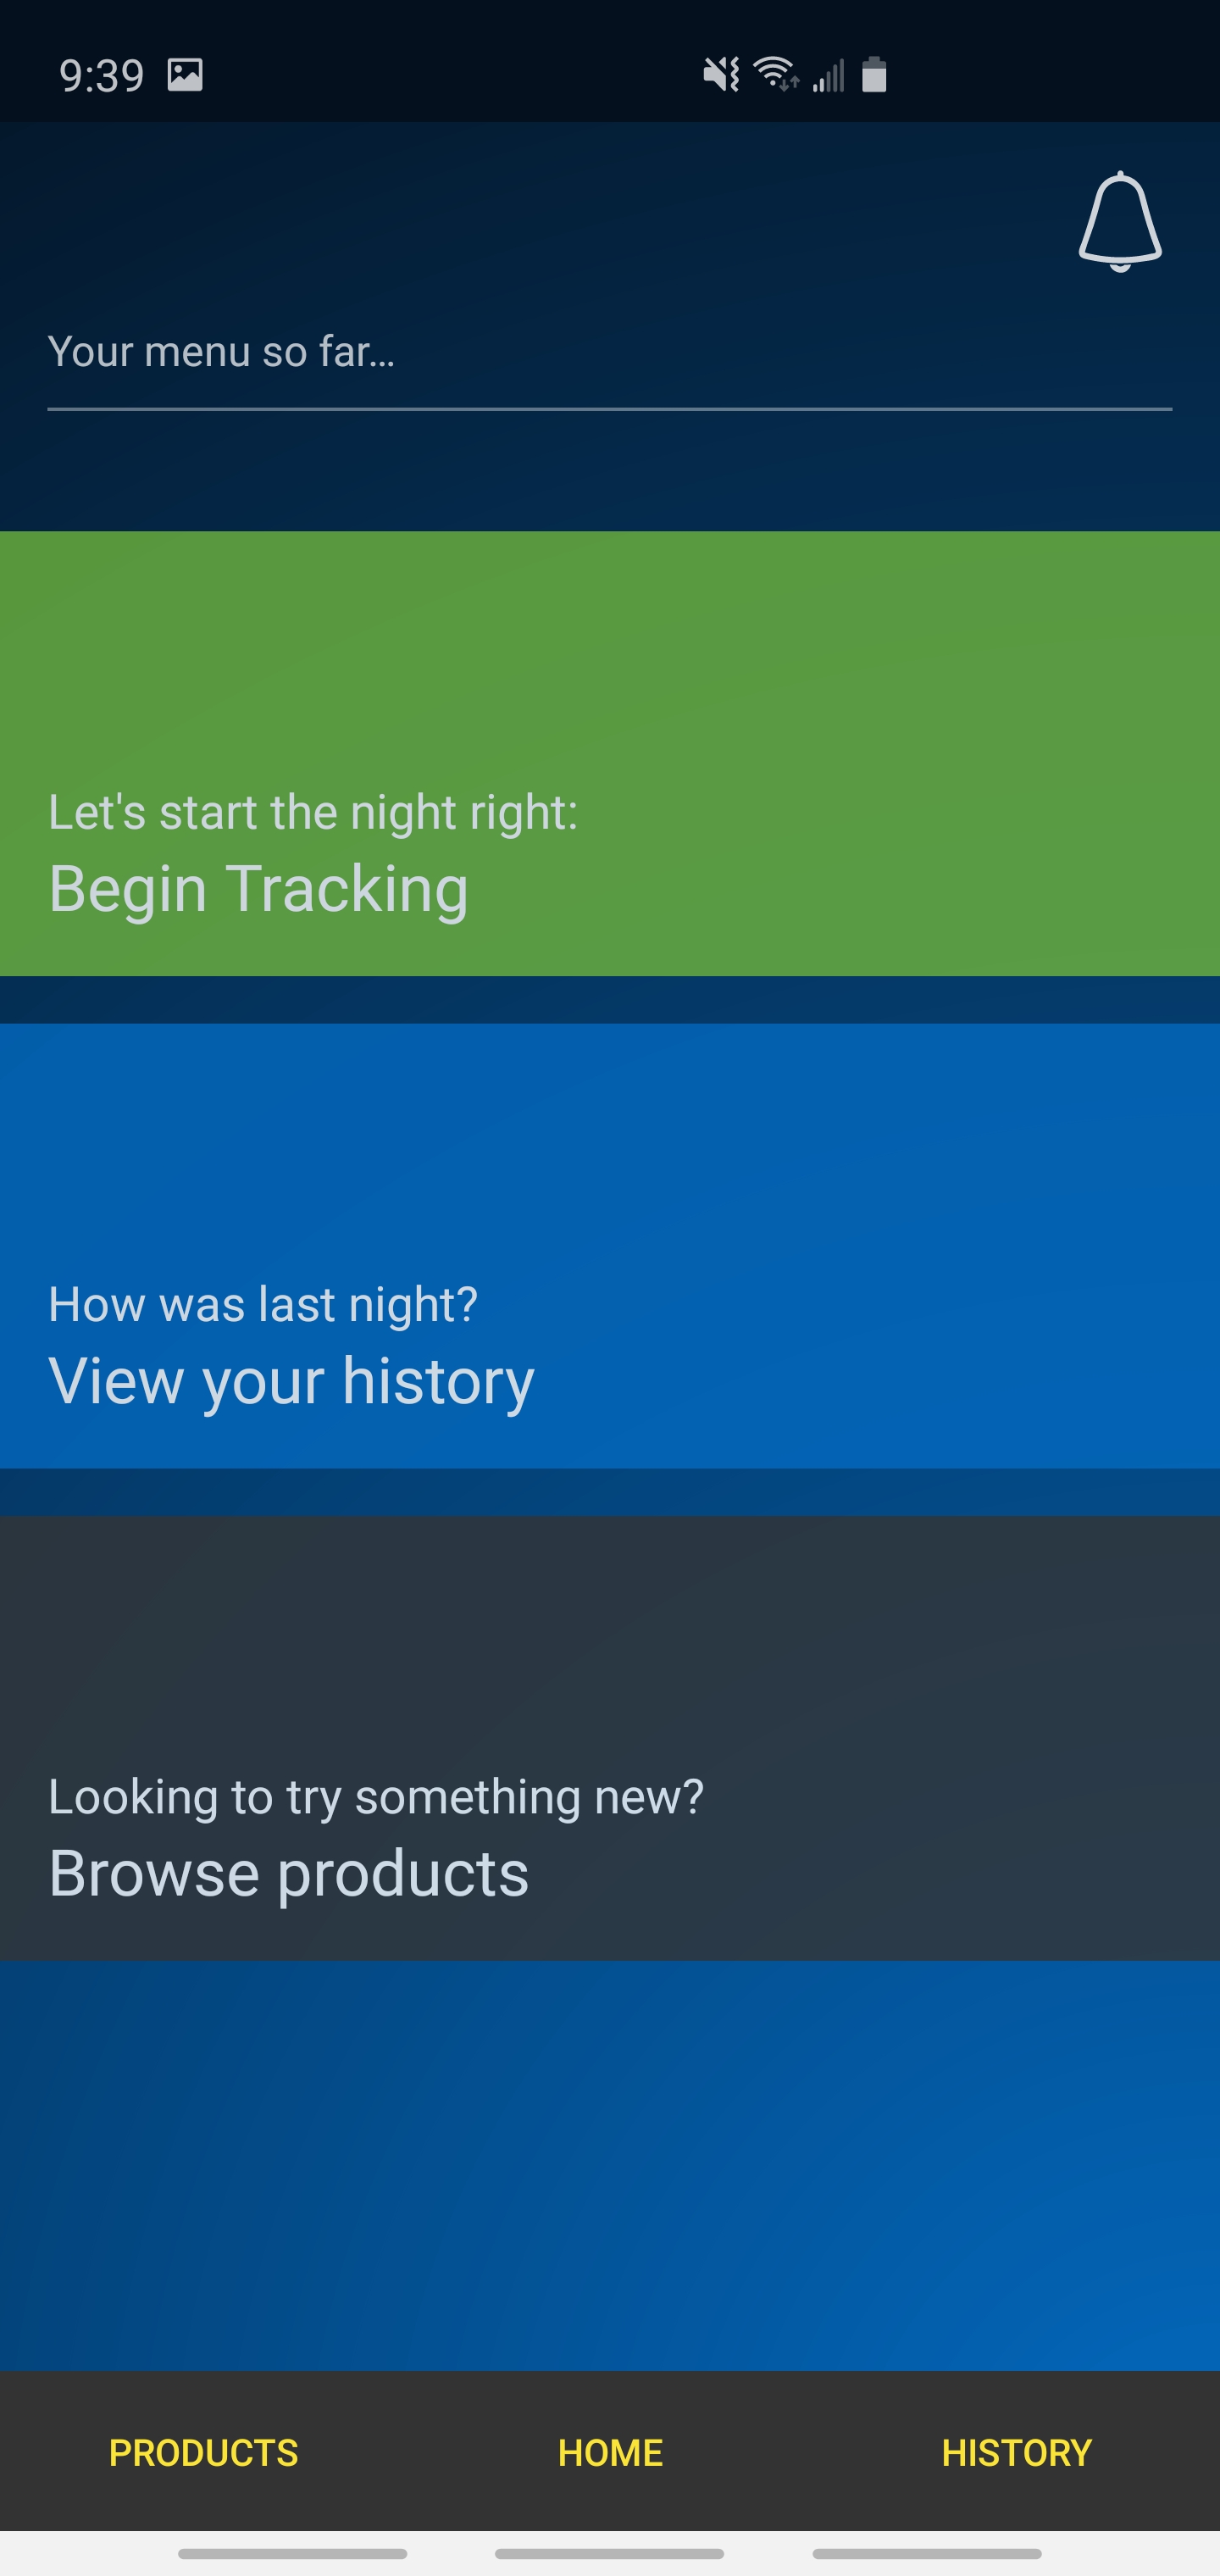 9:39
Your menu so far…
Let's start the night right:
Begin Tracking
How was last night?
View your history
Looking to try something new?
Browse products
PRODUCTS HOME HISTORY